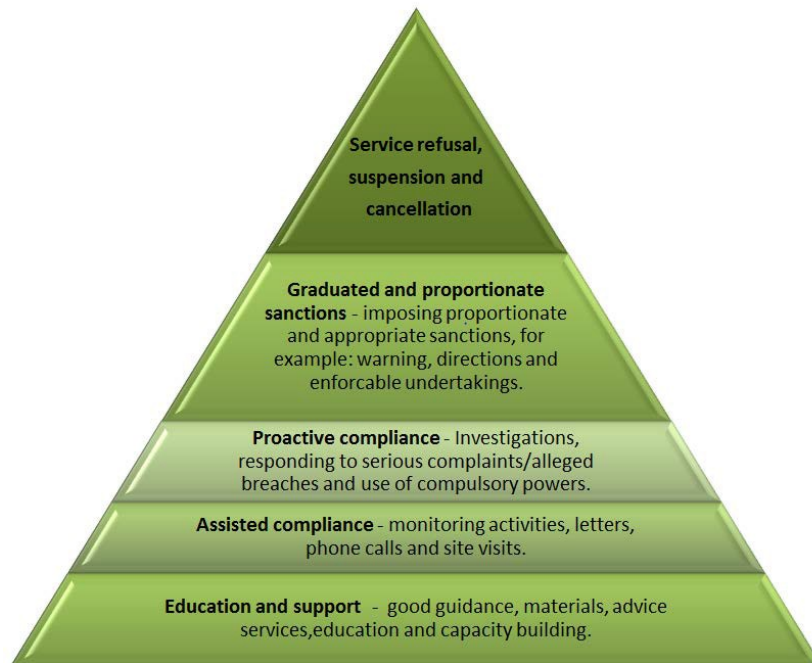 Service refusal,
suspension and
cancellation
Graduated and proportionate
sanctions - imposing proportionate
and appropriate sanctions, for
example: warning, directions and
enforcable undertakings.
Proactive compliance - Investigations,
responding to serious complaints/alleged
breaches and use of compulsory powers.
Assisted compliance - monitoring activities, letters,
phone calls and site visits.
Education and support - good guidance, materials, advice
services,education and capacity building.